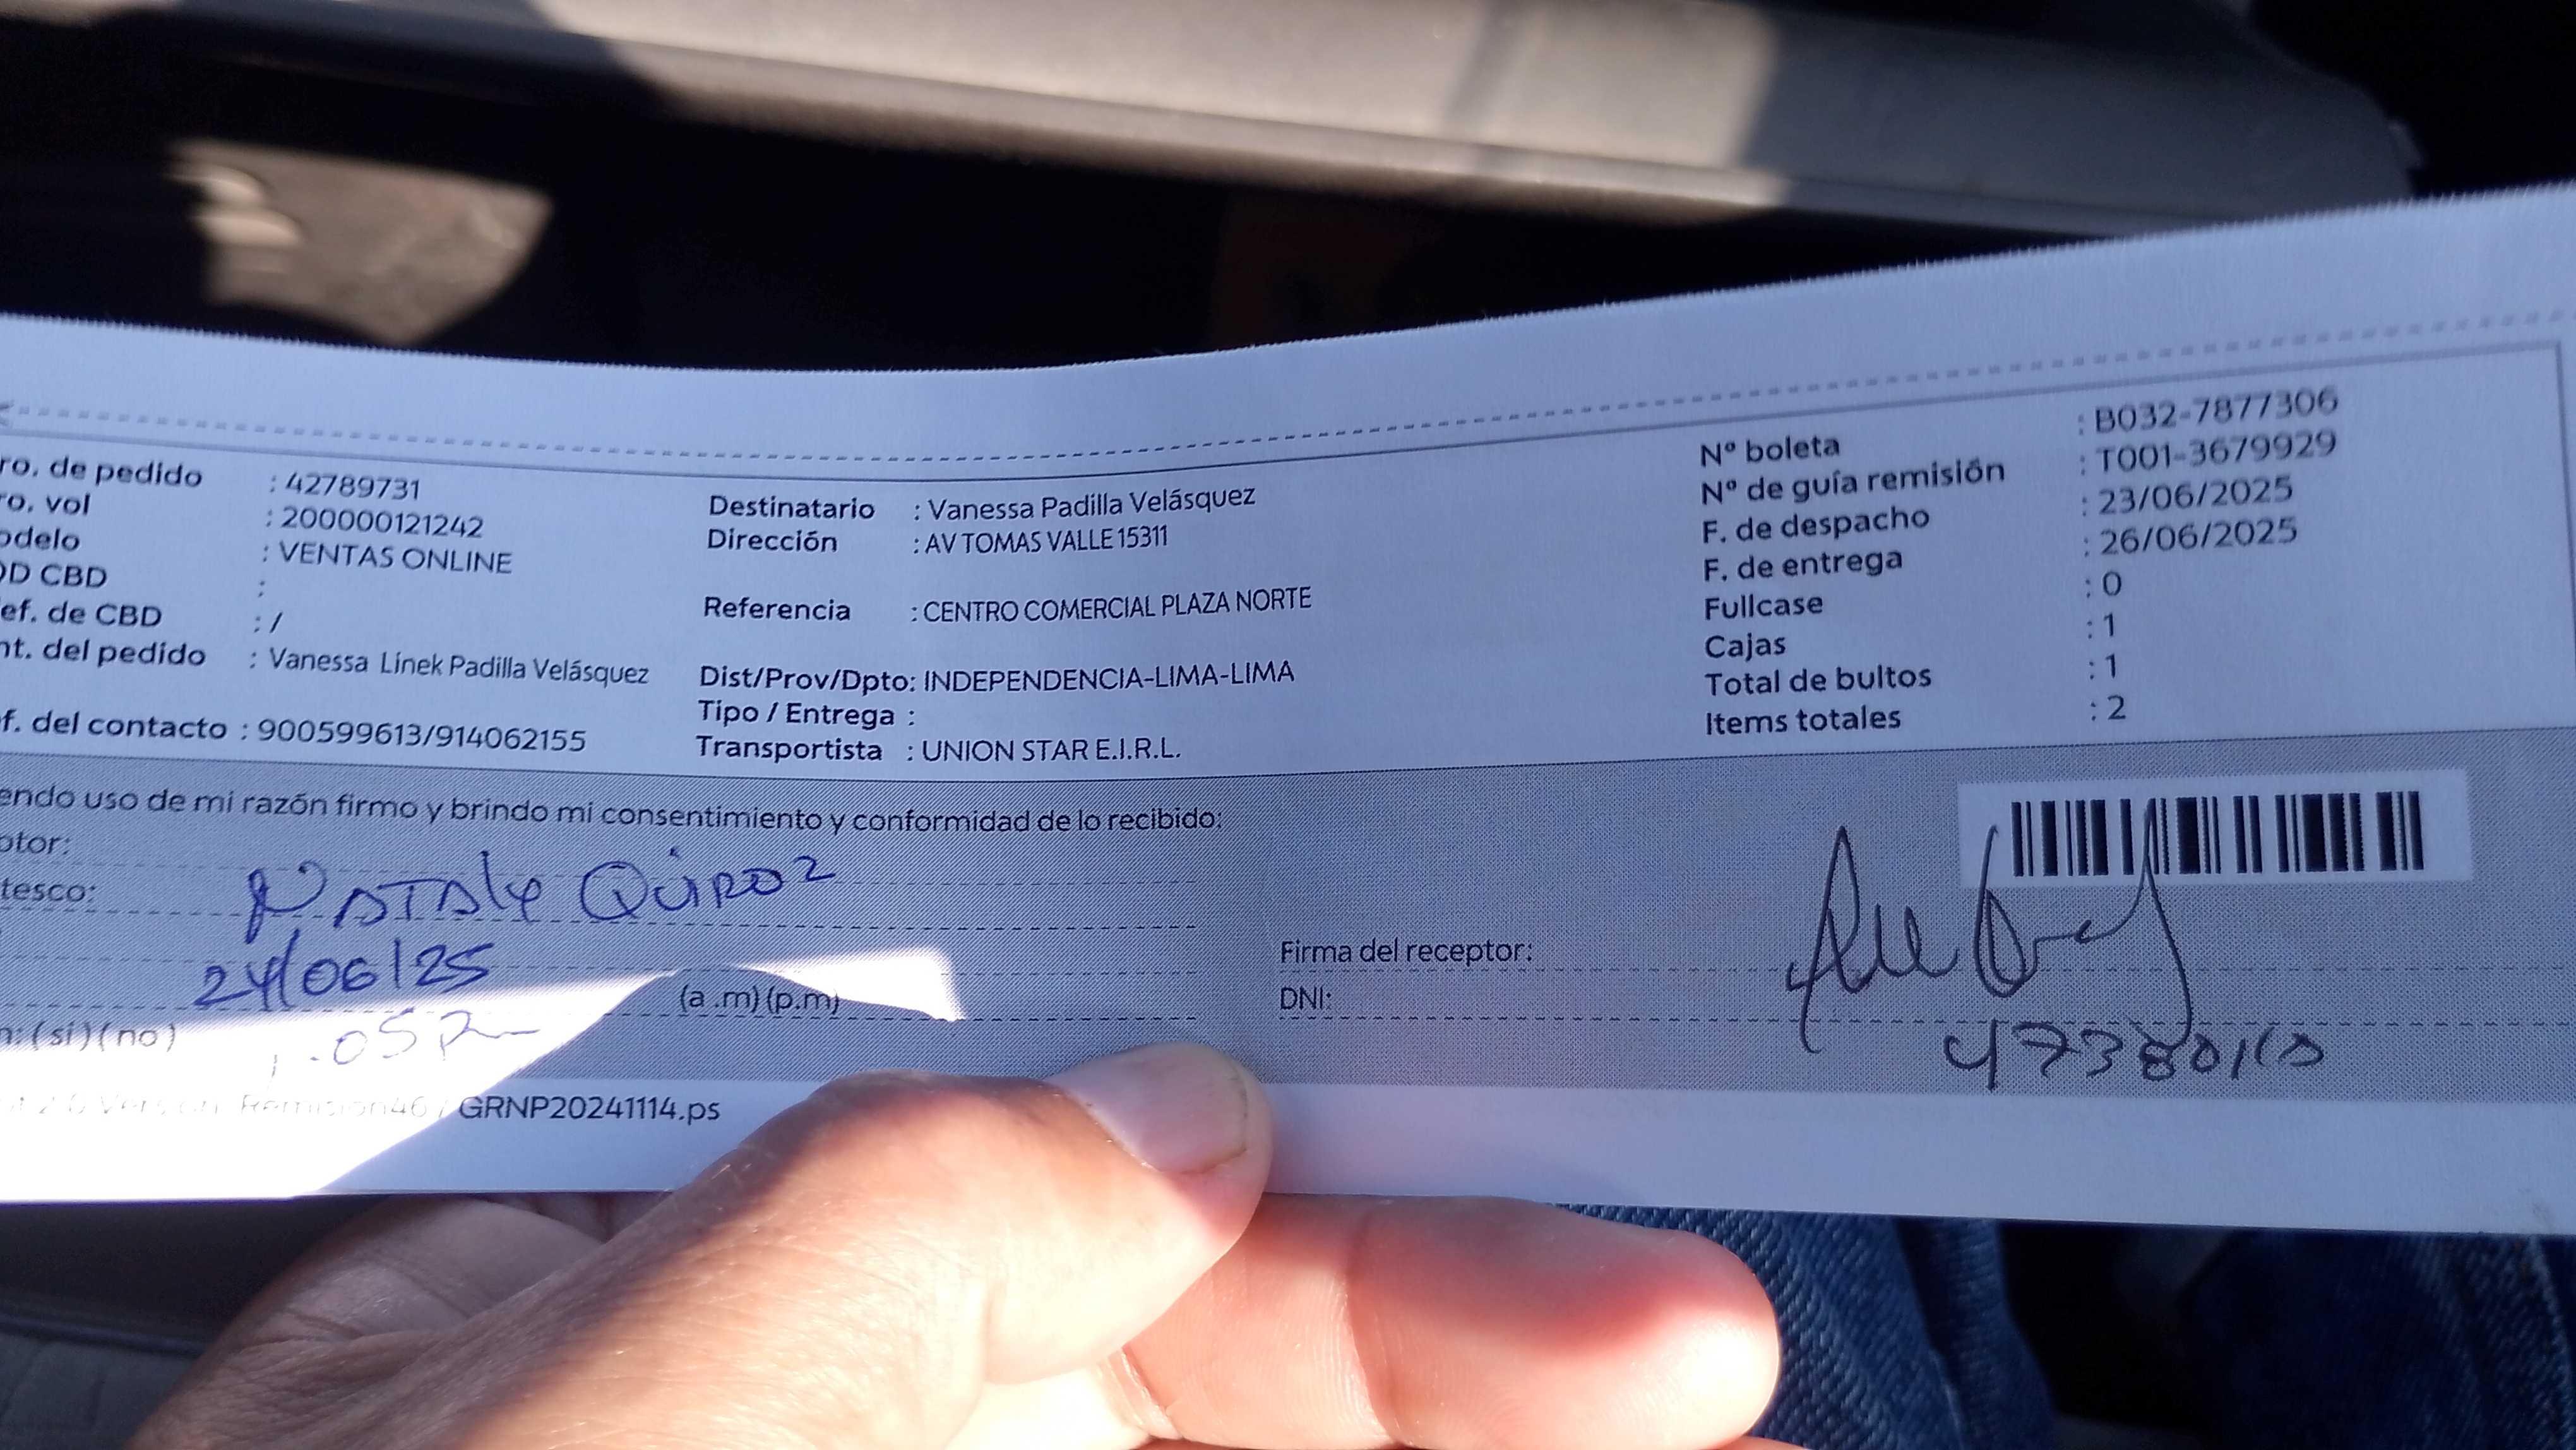 ro. de pedido : 42789731
ro. vol : 200000121242
odelo : VENTAS ONLINE
OD CBD :
ef. de CBD : /
nt. del pedido : Vanessa Linek Padilla Velásquez
f. del contacto : 900599613/914062155
Destinatario : Vanessa Padilla Velásquez
Dirección : AV TOMAS VALLE 15311
Referencia : CENTRO COMERCIAL PLAZA NORTE
Dist/Prov/Dpto: INDEPENDENCIA-LIMA-LIMA
Tipo / Entrega :
Transportista : UNION STAR E.I.R.L.
Nº boleta : B032-7877306
Nº de guía remisión : T001-3679929
F. de despacho : 23/06/2025
F. de entrega : 26/06/2025
Fullcase : 0
Cajas : 1
Total de bultos : 1
Items totales : 2
endo uso de mi razón firmo y brindo mi consentimiento y conformidad de lo recibido:
ptor:
tesco: Nataly Quiroz
24/06/25
(a .m) (p.m)
n: (si) (no)
Firma del receptor:
DNI:
Versión Remision46 / GRNP20241114.ps